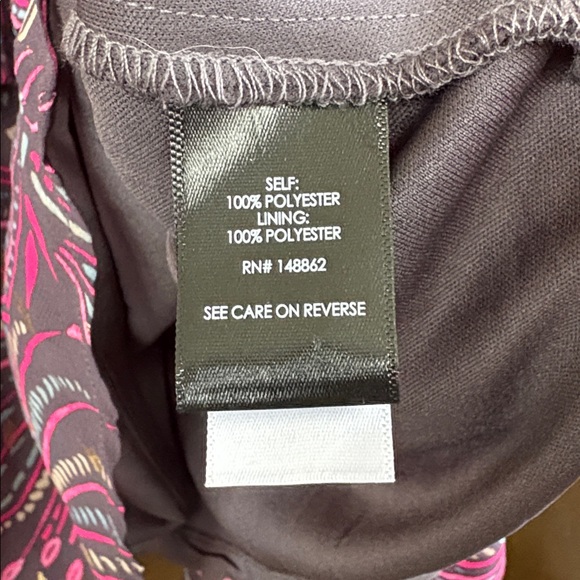 SELF:
100% POLYESTER
LINING:
100% POLYESTER
RN# 148862
SEE CARE ON REVERSE